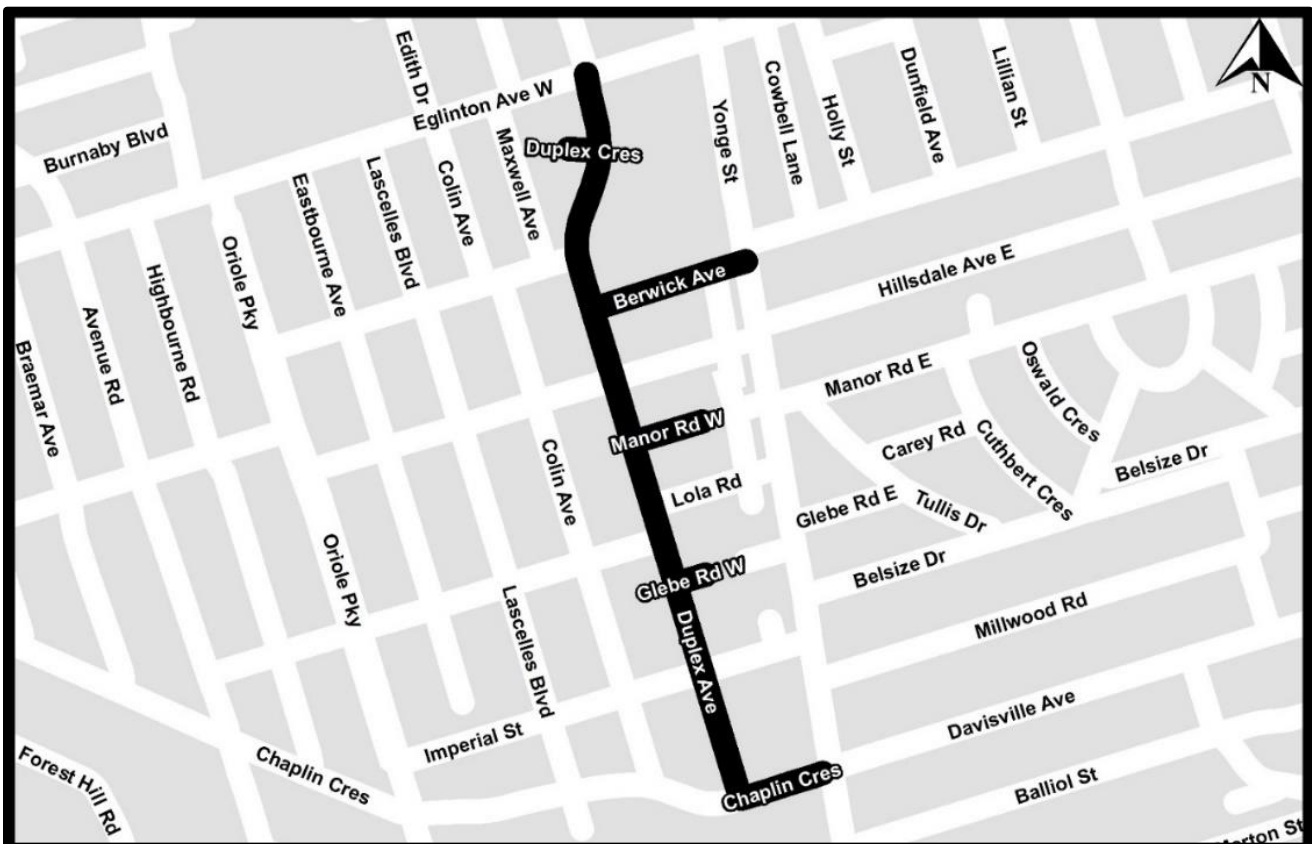 Edith Dr
Eglinton Ave W
Burnaby Blvd
Duplex Cres
Maxwell Ave
Yonge St
Cowbell Lane
Holly St
Dunfield Ave
Lillian St
N
Eastbourne Ave
Lascelles Blvd
Colin Ave
Oriole Pky
Highbourne Rd
Avenue Rd
Braemar Ave
Berwick Ave
Hillsdale Ave E
Manor Rd E
Oswald Cres
Manor Rd W
Carey Rd
Cuthbert Cres
Belsize Dr
Colin Ave
Lola Rd
Glebe Rd E
Tullis Dr
Oriole Pky
Glebe Rd W
Belsize Dr
Lascelles Blvd
Duplex Ave
Millwood Rd
Imperial St
Davisville Ave
Forest Hill Rd
Chaplin Cres
Chaplin Cres
Balliol St